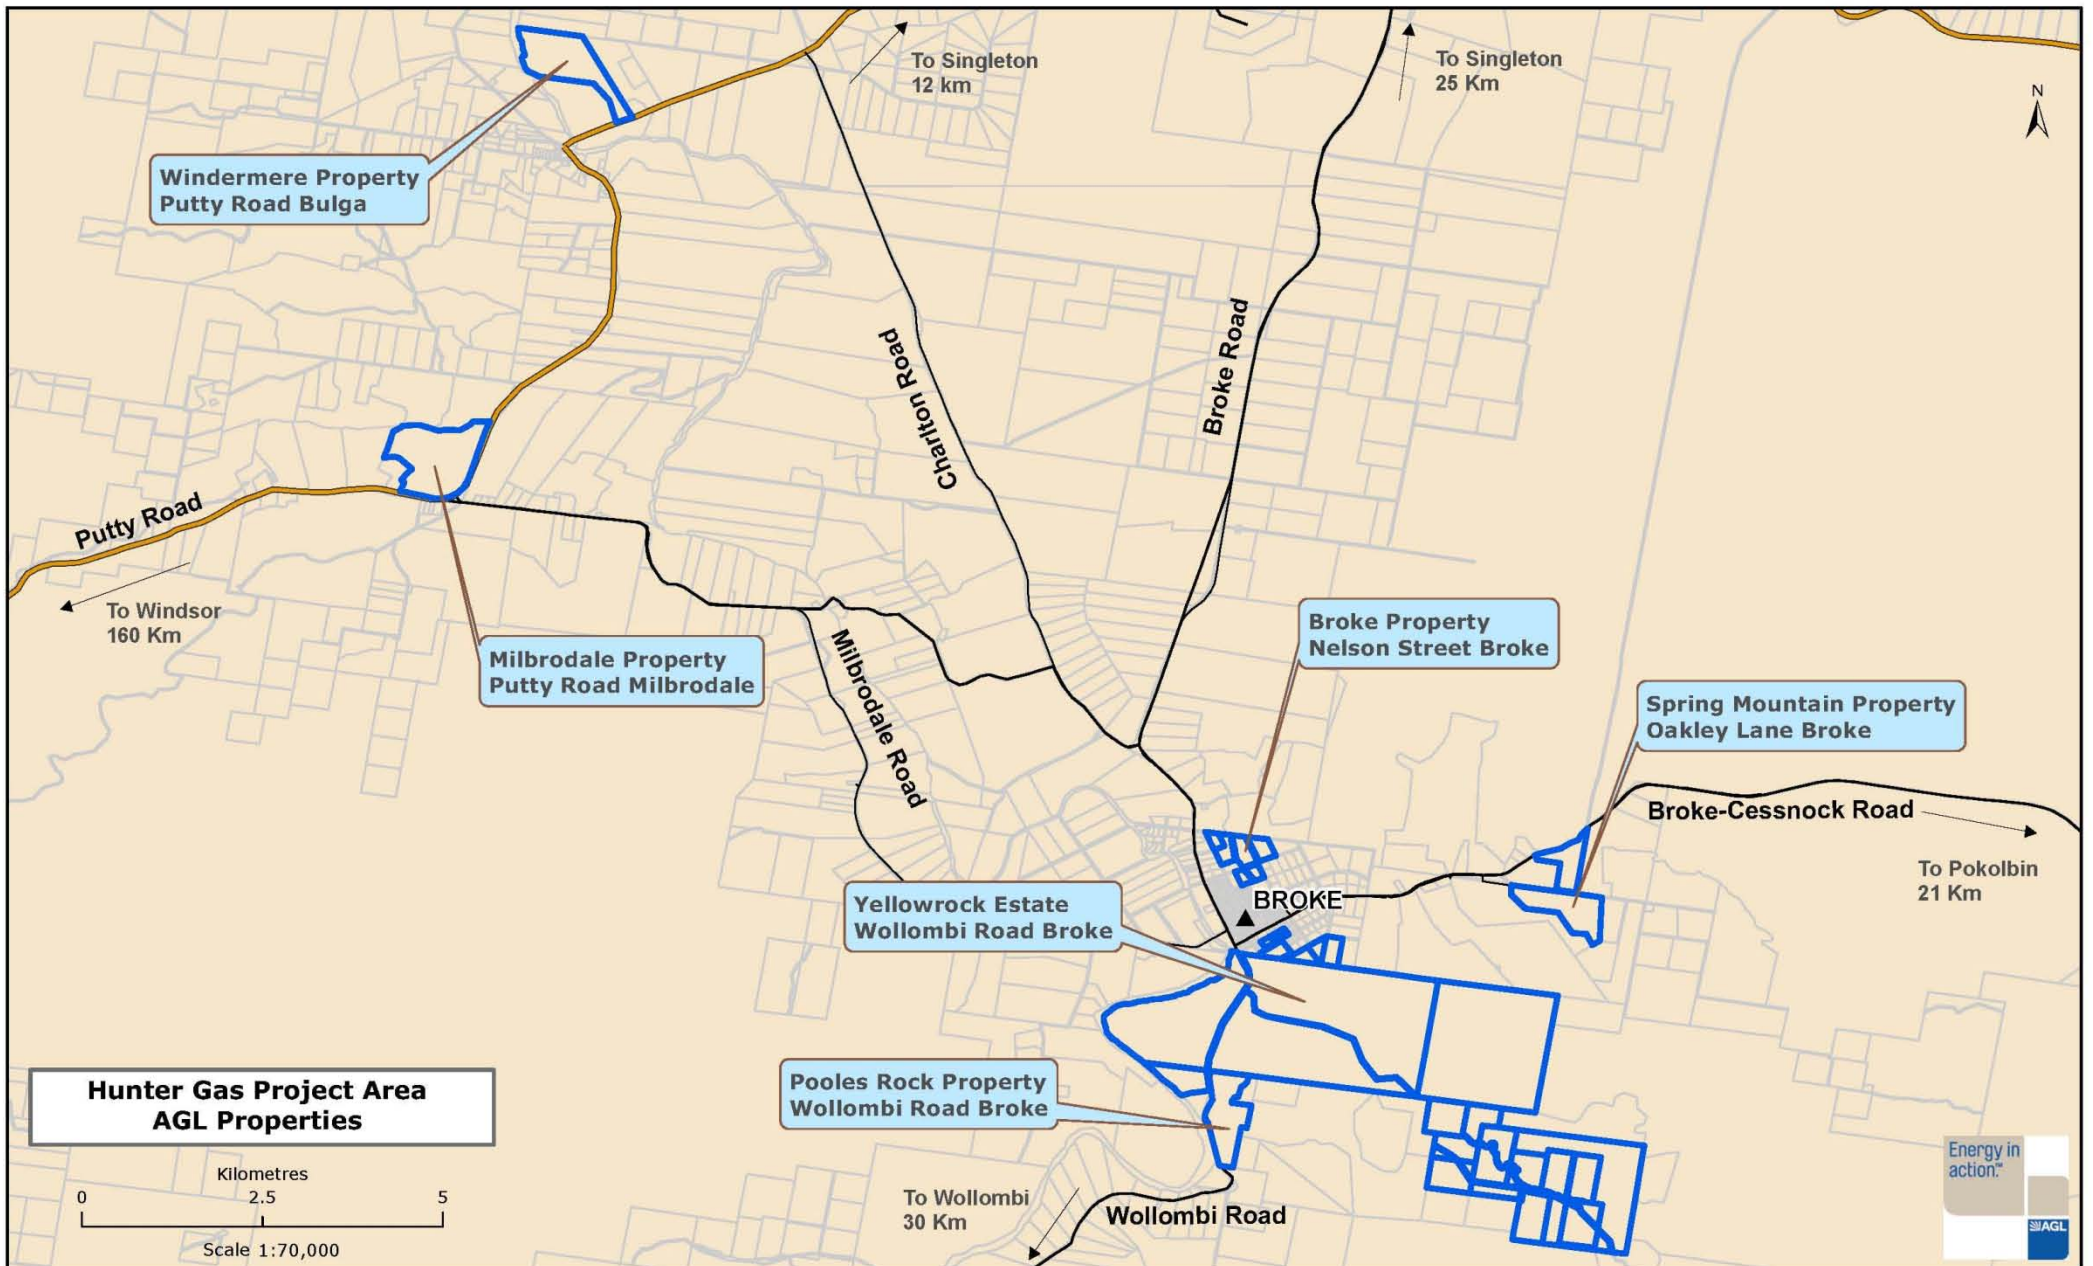 To Singleton
12 km
To Singleton
25 Km
N
Windermere Property
Putty Road Bulga
Charlton Road
Broke Road
Putty Road
To Windsor
160 Km
Milbrodale Property
Putty Road Milbrodale
Milbrodale Road
Broke Property
Nelson Street Broke
Spring Mountain Property
Oakley Lane Broke
Broke-Cessnock Road
To Pokolbin
21 Km
Yellowrock Estate
Wollombi Road Broke
BROKE
Pooles Rock Property
Wollombi Road Broke
To Wollombi
30 Km
Wollombi Road
Hunter Gas Project Area
AGL Properties
Kilometres
0 2.5 5
Scale 1:70,000
Energy in
action.™
AGL